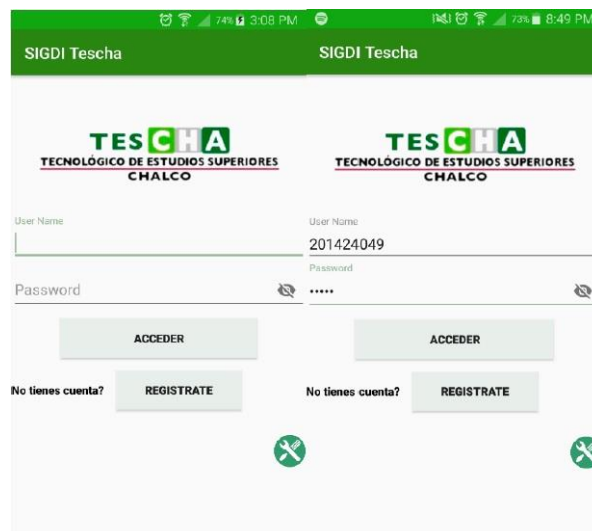 74% 3:08 PM
SIGDI Tescha
TESCHA
TECNOLÓGICO DE ESTUDIOS SUPERIORES
CHALCO
User Name
Password
ACCEDER
No tienes cuenta?
REGISTRATE
73% 8:49 PM
SIGDI Tescha
TESCHA
TECNOLÓGICO DE ESTUDIOS SUPERIORES
CHALCO
User Name
201424049
Password
•••••
ACCEDER
No tienes cuenta?
REGISTRATE